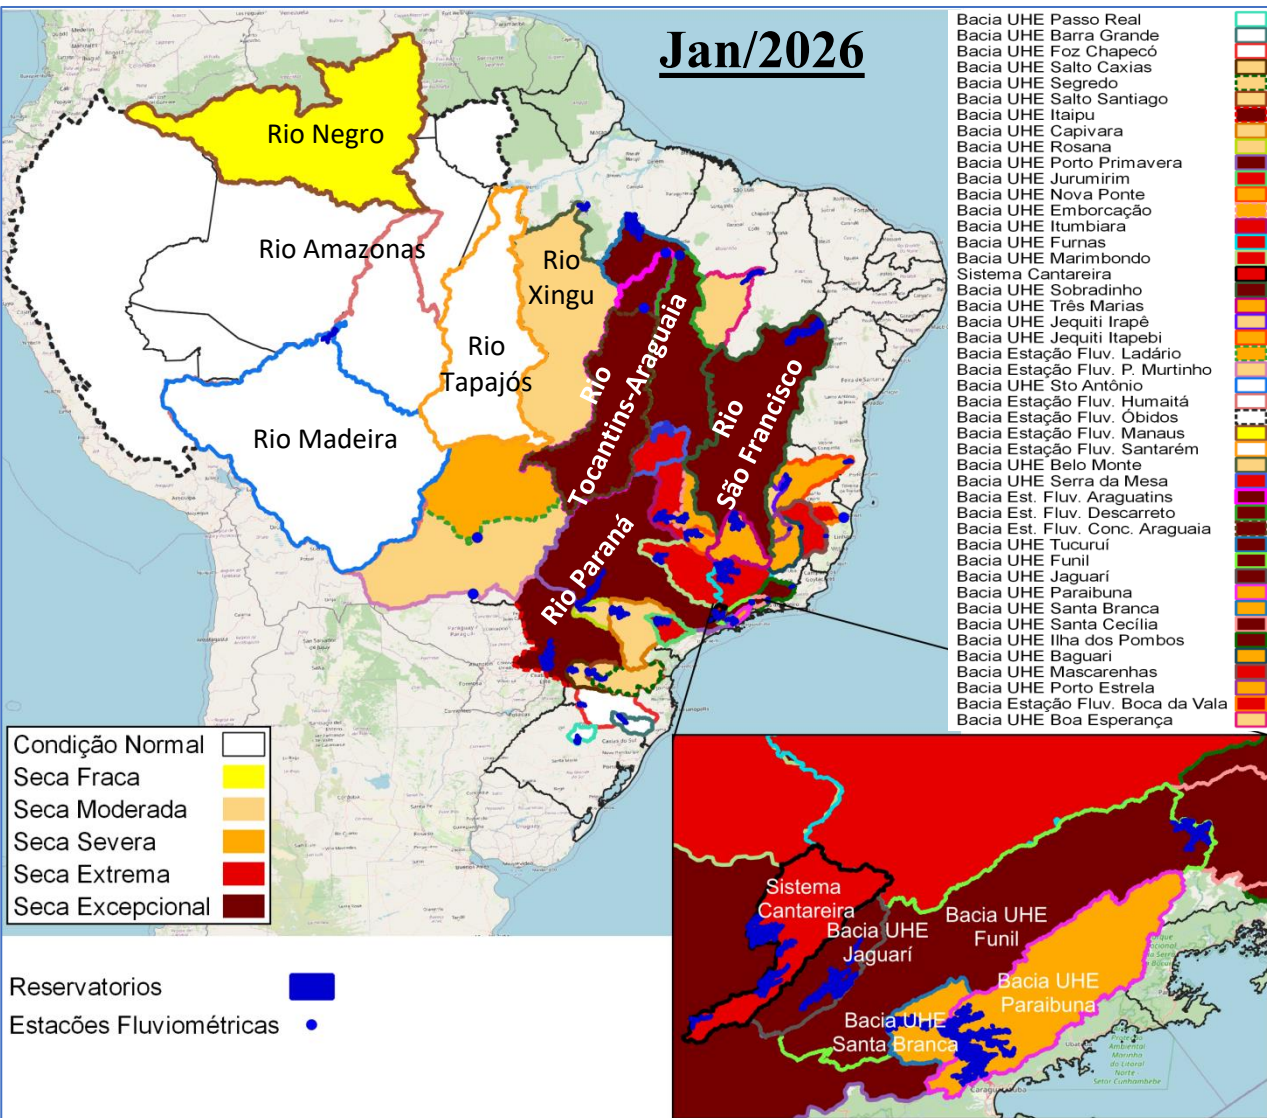 Jan/2026
Rio Negro
Rio Amazonas
Rio
Xingu
Rio
Tapajós
Rio Madeira
Rio
Tocantins-Araguaia
Rio
São Francisco
Rio Paraná
Bacia UHE Passo Real
Bacia UHE Barra Grande
Bacia UHE Foz Chapecó
Bacia UHE Salto Caxias
Bacia UHE Segredo
Bacia UHE Salto Santiago
Bacia UHE Itaipu
Bacia UHE Capivara
Bacia UHE Rosana
Bacia UHE Porto Primavera
Bacia UHE Jurumirim
Bacia UHE Nova Ponte
Bacia UHE Emborcação
Bacia UHE Itumbiara
Bacia UHE Furnas
Bacia UHE Marimbondo
Sistema Cantareira
Bacia UHE Sobradinho
Bacia UHE Três Marias
Bacia UHE Jequiti Irapê
Bacia UHE Jequiti Itapebi
Bacia Estação Fluv. Ladário
Bacia Estação Fluv. P. Murtinho
Bacia UHE Sto Antônio
Bacia Estação Fluv. Humaitá
Bacia Estação Fluv. Óbidos
Bacia Estação Fluv. Manaus
Bacia Estação Fluv. Santarém
Bacia UHE Belo Monte
Bacia UHE Serra da Mesa
Bacia Est. Fluv. Araguatins
Bacia Est. Fluv. Descarreto
Bacia Est. Fluv. Conc. Araguaia
Bacia UHE Tucuruí
Bacia UHE Funil
Bacia UHE Jaguarí
Bacia UHE Paraibuna
Bacia UHE Santa Branca
Bacia UHE Santa Cecília
Bacia UHE Ilha dos Pombos
Bacia UHE Baguari
Bacia UHE Mascarenhas
Bacia UHE Porto Estrela
Bacia Estação Fluv. Boca da Vala
Bacia UHE Boa Esperança
Condição Normal
Seca Fraca
Seca Moderada
Seca Severa
Seca Extrema
Seca Excepcional
Reservatorios
Estacões Fluviométricas
Sistema
Cantareira
Bacia UHE
Jaguarí
Bacia UHE
Funil
Bacia UHE
Paraibuna
Bacia UHE
Santa Branca